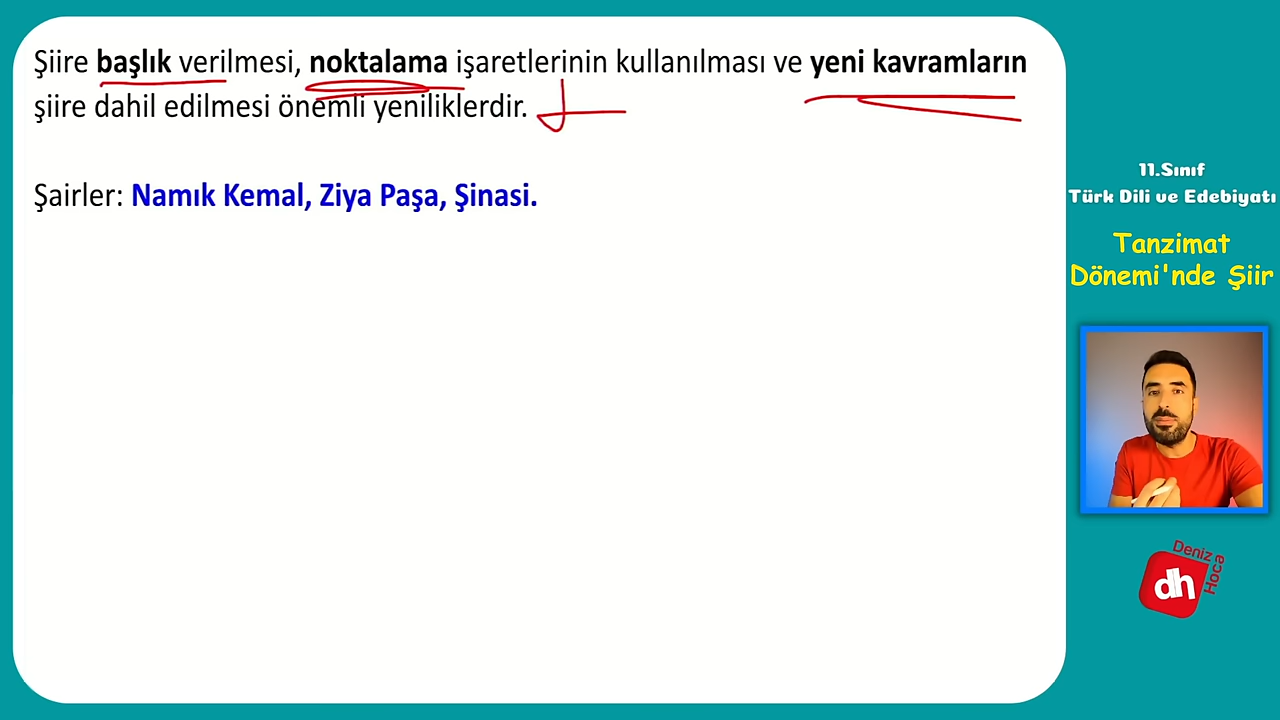 Şiire başlık verilmesi, noktalama işaretlerinin kullanılması ve yeni kavramların
şiire dahil edilmesi önemli yeniliklerdir.
Şairler: Namık Kemal, Ziya Paşa, Şinasi.
11.Sınıf
Türk Dili ve Edebiyatı
Tanzimat
Dönemi'nde Şiir
Deniz
Hoca
dh